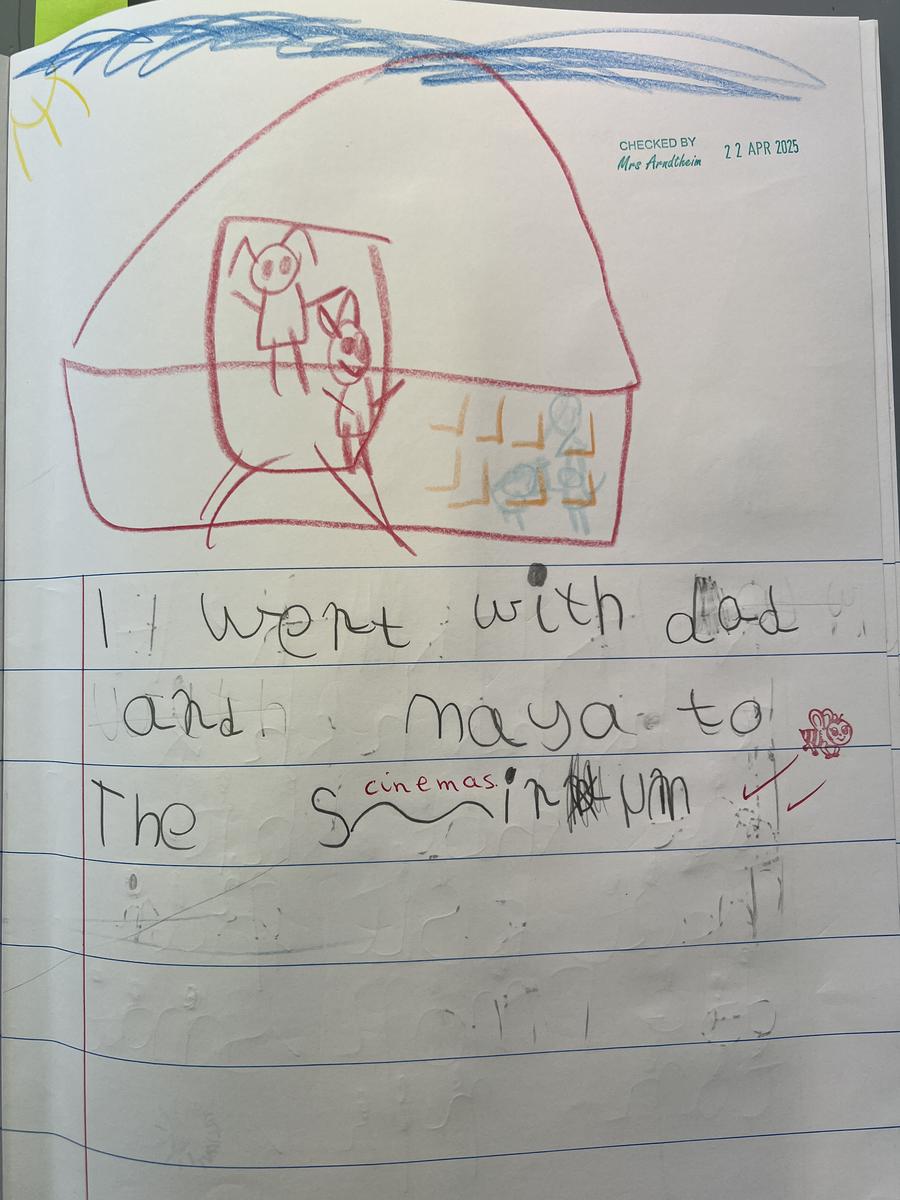 CHECKED BY
Mrs Arndtheim
22 APR 2025
I went with dad
and maya to
cinemas.
The